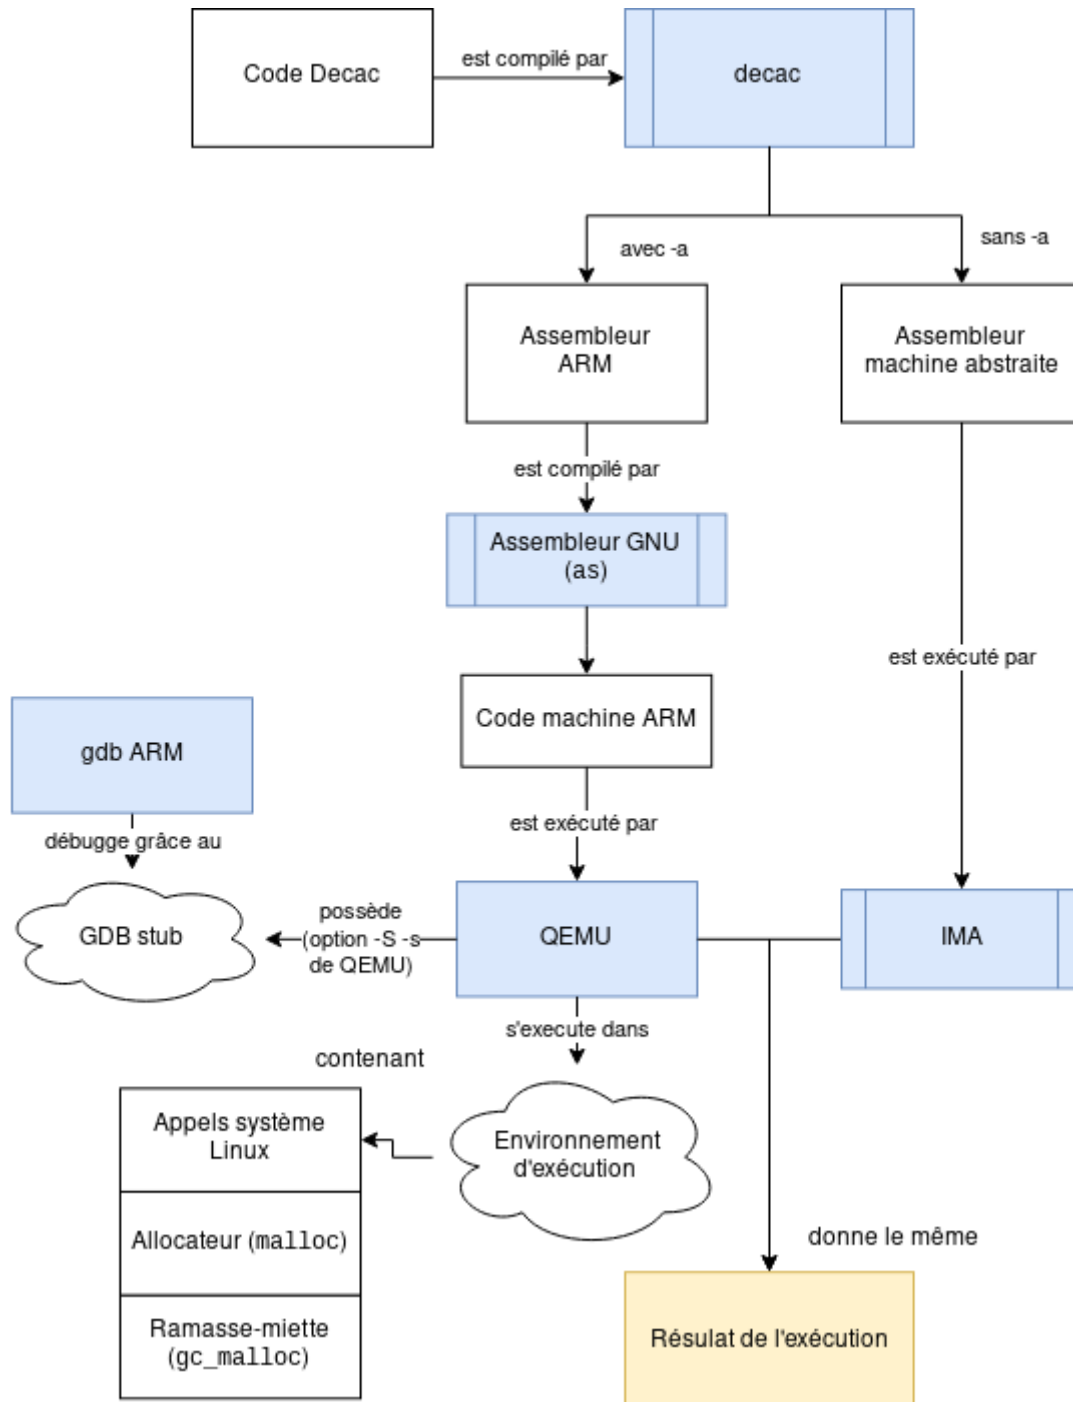 Code Decac
est compilé par
decac
avec -a
sans -a
Assembleur
ARM
Assembleur
machine abstraite
est compilé par
Assembleur GNU
(as)
est exécuté par
Code machine ARM
gdb ARM
débugge grâce au
est exécuté par
GDB stub
possède
(option -S -s
de QEMU)
QEMU
IMA
s'execute dans
contenant
Appels système
Linux
Environnement
d'exécution
Allocateur (malloc)
donne le même
Ramasse-miette
(gc_malloc)
Résulat de l'exécution